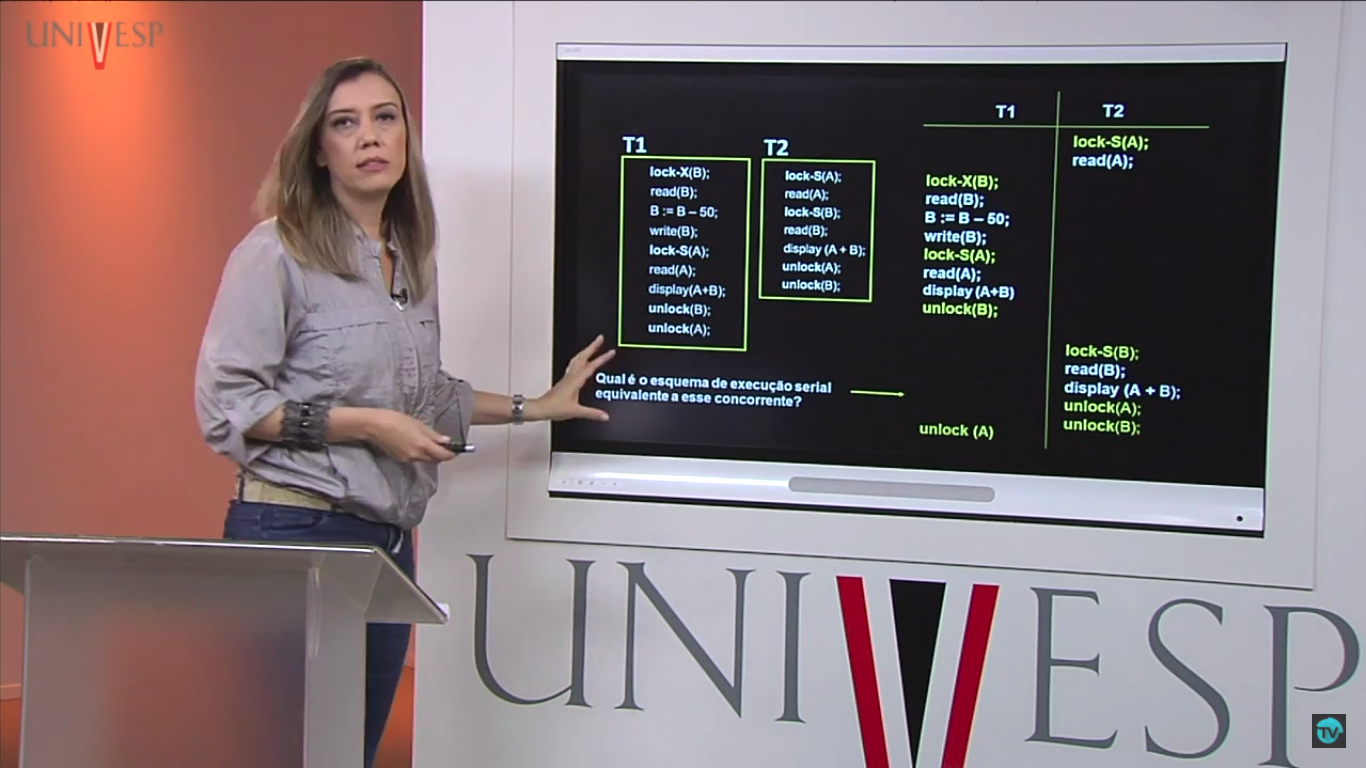 UNIVESP
T1
lock-X(B);
read(B);
B := B – 50;
write(B);
lock-S(A);
read(A);
display(A+B);
unlock(B);
unlock(A);
T2
lock-S(A);
read(A);
lock-S(B);
read(B);
display (A + B);
unlock(A);
unlock(B);
Qual é o esquema de execução serial
equivalente a esse concorrente?
T1 T2
lock-S(A);
read(A);
lock-X(B);
read(B);
B := B – 50;
write(B);
lock-S(A);
read(A);
display (A+B)
unlock(B);
lock-S(B);
read(B);
display (A + B);
unlock(A);
unlock(B);
unlock (A)
UNIVESP
TV